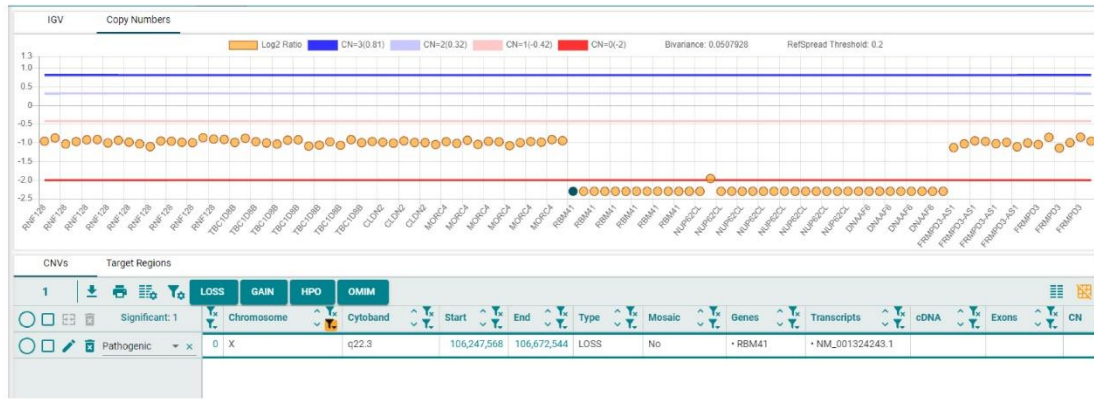 IGV Copy Numbers
Log2 Ratio CN=3(0.81) CN=2(0.32) CN=1(-0.42) CN=0(-2) Bivariance: 0.0507928 RefSpread Threshold: 0.2
1.3
1.0
0.5
0
-0.5
-1.0
-1.5
-2.0
-2.5
RNF128 RNF128 RNF128 RNF128 RNF128 RNF128 RNF128 RNF128 RNF128 TBC1D8B TBC1D8B TBC1D8B TBC1D8B TBC1D8B TBC1D8B TBC1D8B CLDN2 CLDN2 CLDN2 MORC4 MORC4 MORC4 MORC4 MORC4 MORC4 RBM41 RBM41 RBM41 RBM41 RBM41 RBM41 NUP62CL NUP62CL NUP62CL NUP62CL NUP62CL NUP62CL NUP62CL DNAAF6 DNAAF6 DNAAF6 DNAAF6 FRMPD3-AS1 FRMPD3-AS1 FRMPD3-AS1 FRMPD3-AS1 FRMPD3 FRMPD3 FRMPD3
CNVs Target Regions
1 LOSS GAIN HPO OMIM
Significant: 1 Chromosome Cytoband Start End Type Mosaic Genes Transcripts cDNA Exons CN
Pathogenic 0 X q22.3 106,247,568 106,672,544 LOSS No • RBM41 • NM_001324243.1